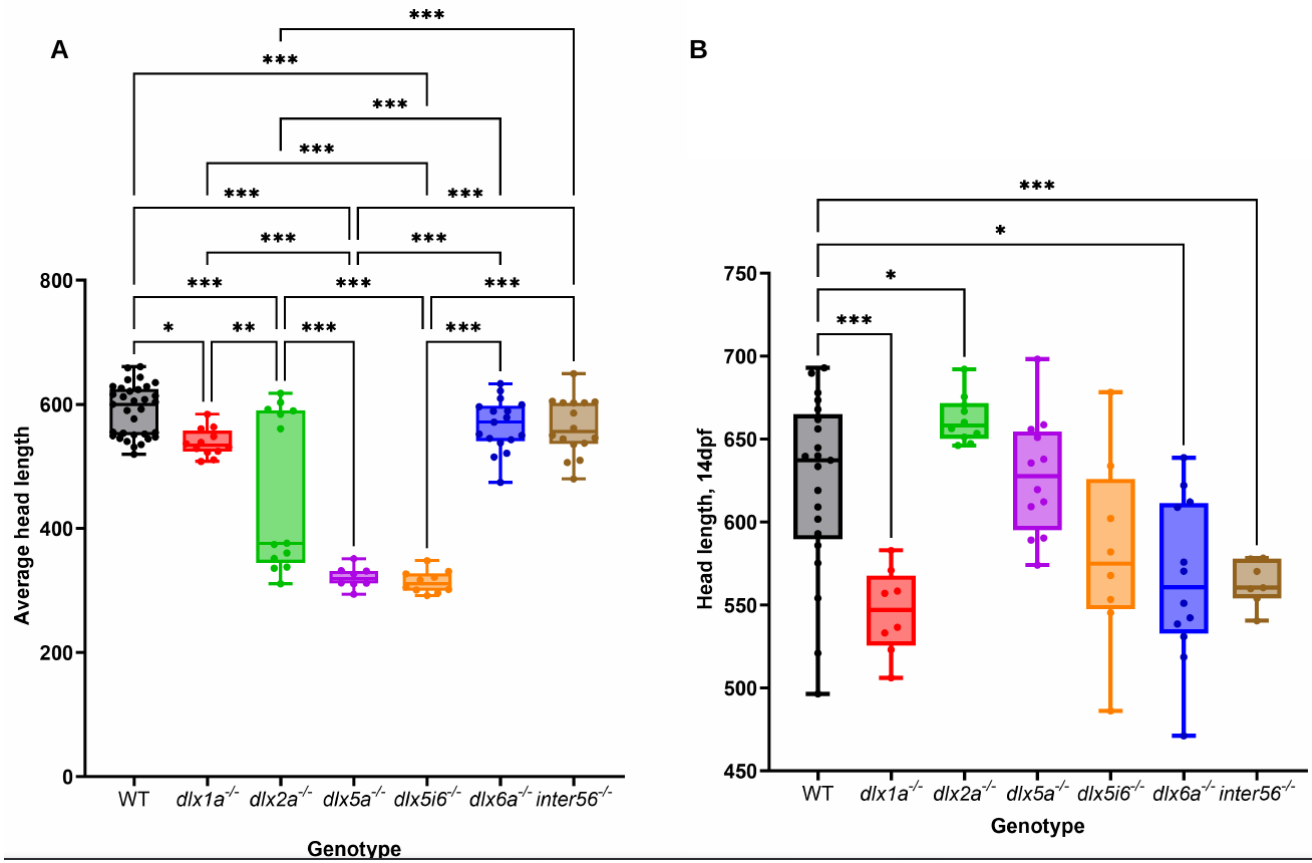 A
B
***
***
***
***
*** ***
*** ***
*** *** ***
* ** *** ***
***
*
*
***
Average head length
800
600
400
200
0
WT dlx1a-/- dlx2a-/- dlx5a-/- dlx5i6-/- dlx6a-/- inter56-/-
Genotype
Head length, 14dpf
750
700
650
600
550
500
450
WT dlx1a-/- dlx2a-/- dlx5a-/- dlx5i6-/- dlx6a-/- inter56-/-
Genotype